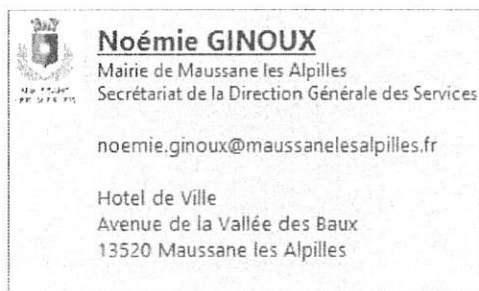 Noémie GINOUX
Mairie de Maussane les Alpilles
Secrétariat de la Direction Générale des Services
noemie.ginoux@maussanelesalpilles.fr
Hotel de Ville
Avenue de la Vallée des Baux
13520 Maussane les Alpilles